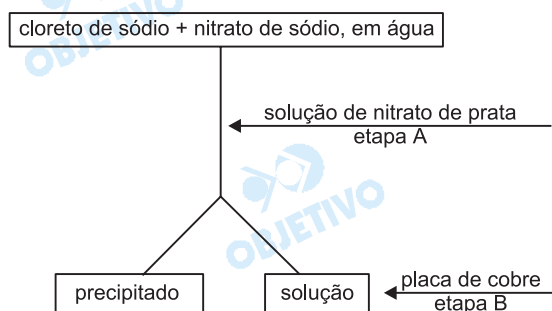 cloreto de sódio + nitrato de sódio, em água
OBJETIVO
solução de nitrato de prata
etapa A
OBJETIVO
precipitado
solução
placa de cobre
etapa B